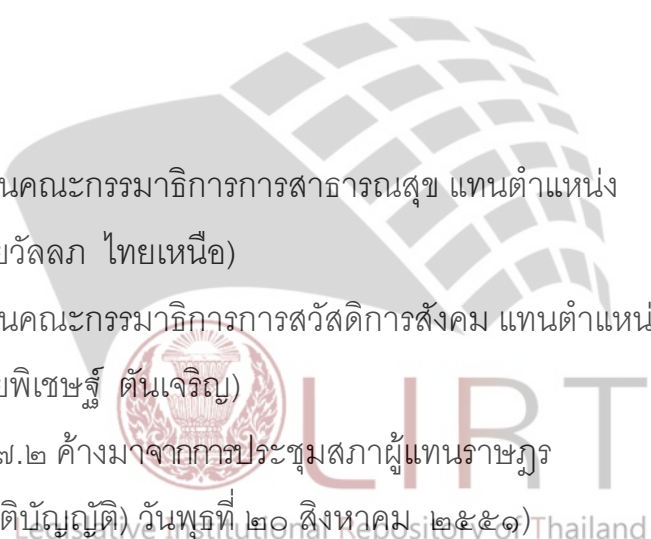 นคณะกรรมาธิการการสาธารณสุข แทนตำแหน่ง
ยวัลลภ ไทยเหนือ)
นคณะกรรมาธิการการสวัสดิการสังคม แทนตำแหน่
ยพิเชษฐ์ ตันเจริญ)
๗.๒ ค้างมาจากการประชุมสภาผู้แทนราษฎร
ติบัญญัติ) วันพุธที่ ๒๐ สิงหาคม ๒๕๕๑)
LIRT
Legislative Institutional Repository of Thailand